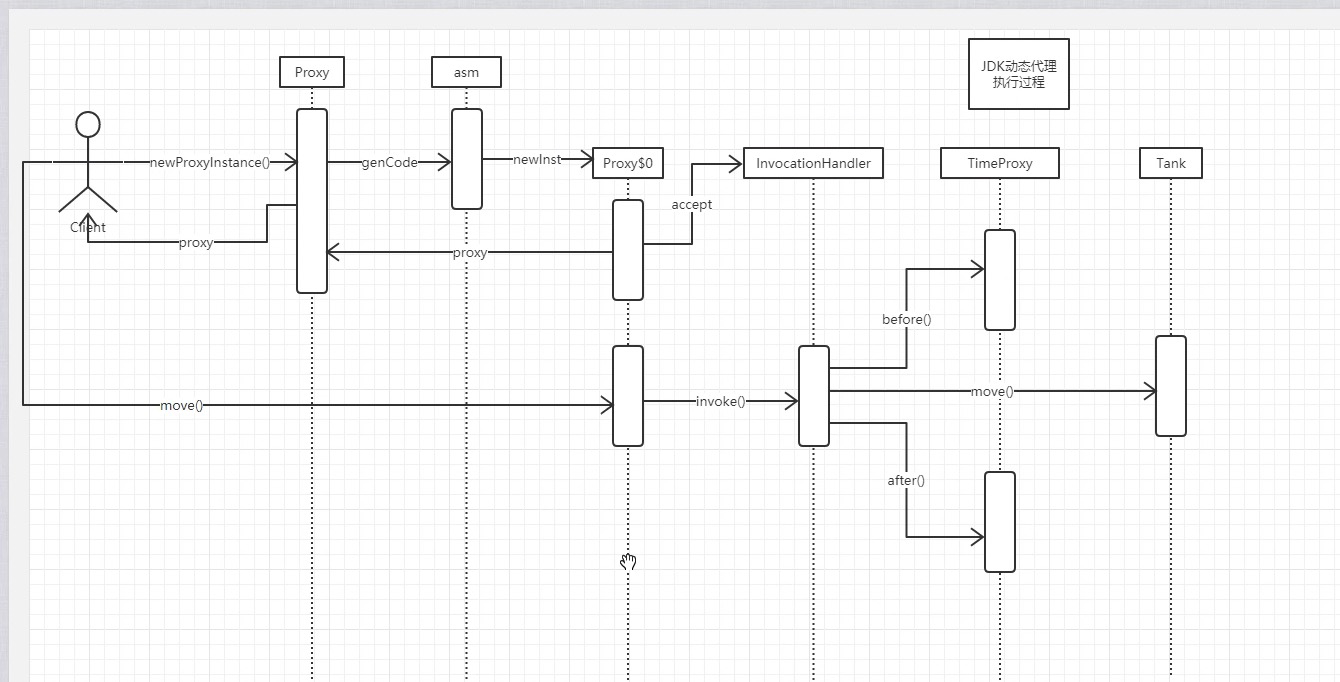 JDK动态代理
执行过程
Proxy
asm
newProxyInstance()
genCode
newInst
Proxy$0
InvocationHandler
TimeProxy
Tank
accept
Client
proxy
proxy
before()
move()
invoke()
move()
after()